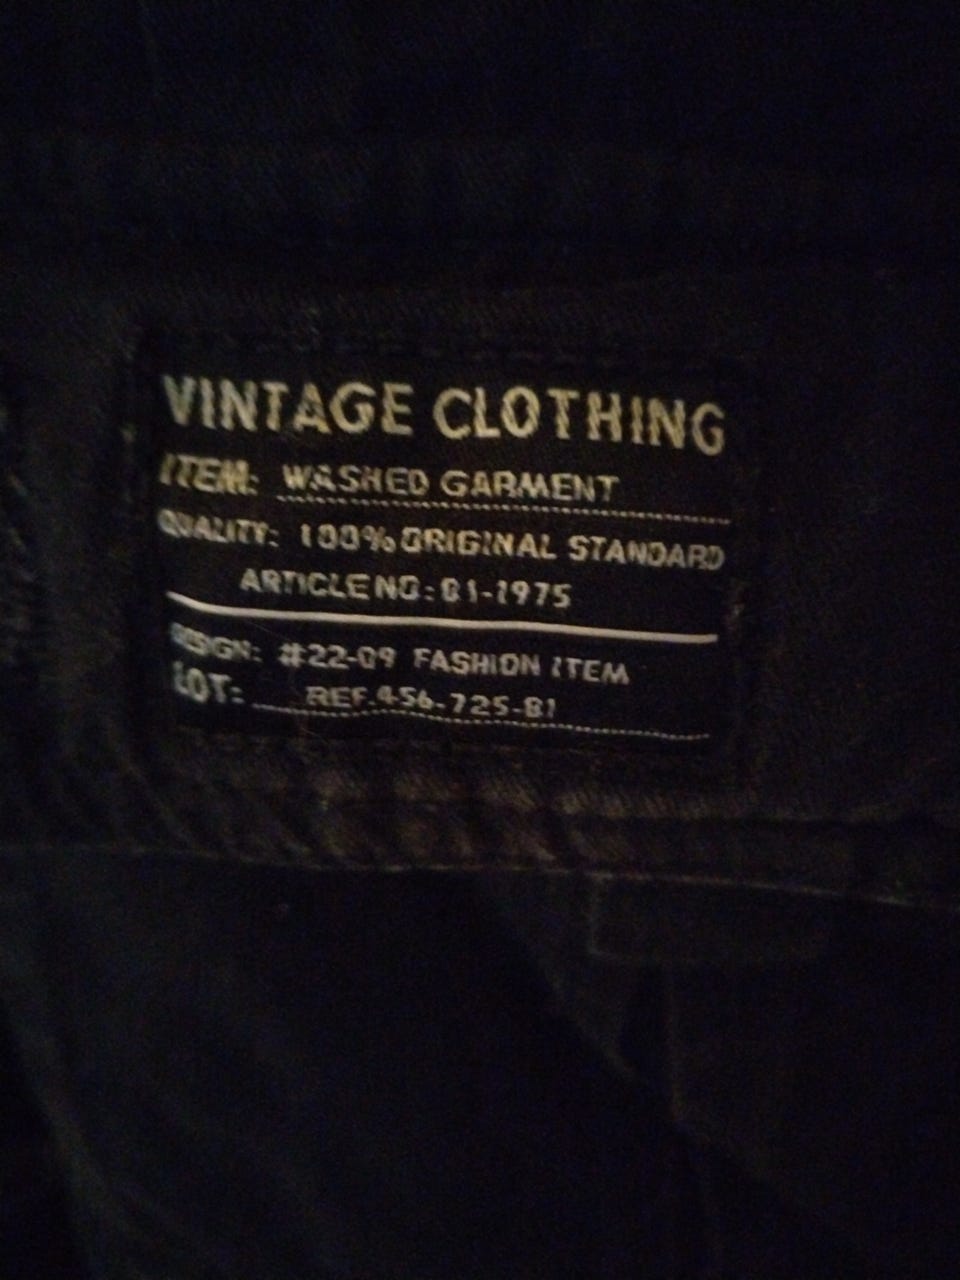 VINTAGE CLOTHING
ITEM: WASHED GARMENT
QUALITY: 100% ORIGINAL STANDARD
ARTICLE NO: 81-1975
DESIGN: #22-09 FASHION ITEM
LOT: REF.456-725-81